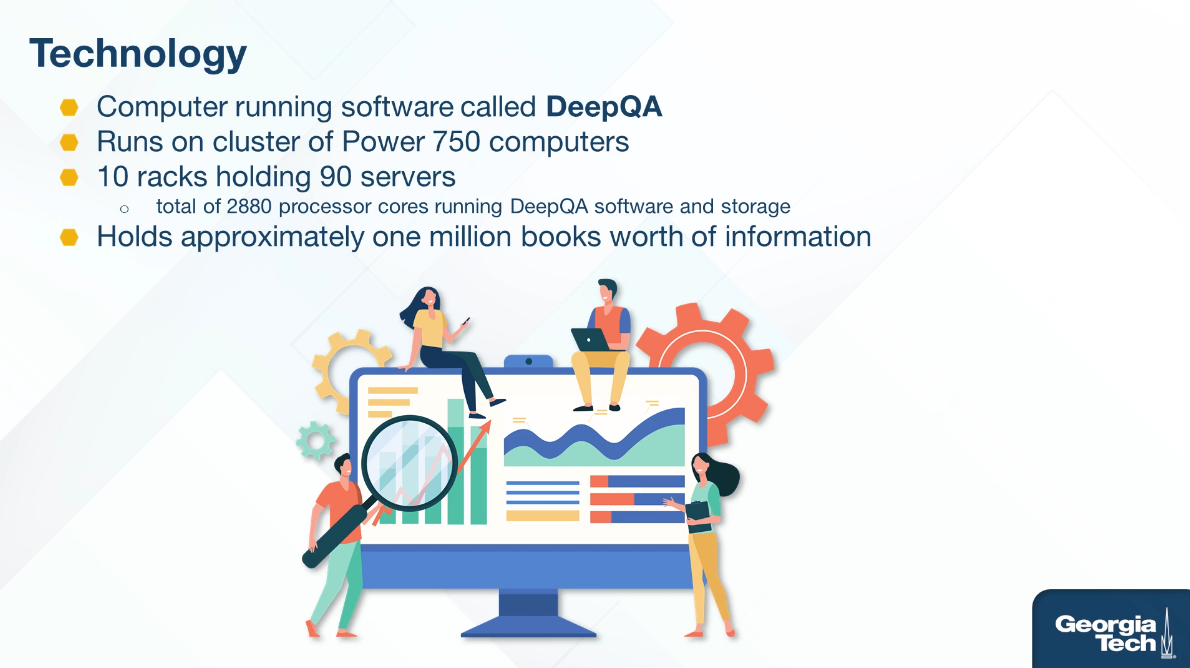 Technology
Computer running software called DeepQA
Runs on cluster of Power 750 computers
10 racks holding 90 servers
total of 2880 processor cores running DeepQA software and storage
Holds approximately one million books worth of information
Georgia
Tech